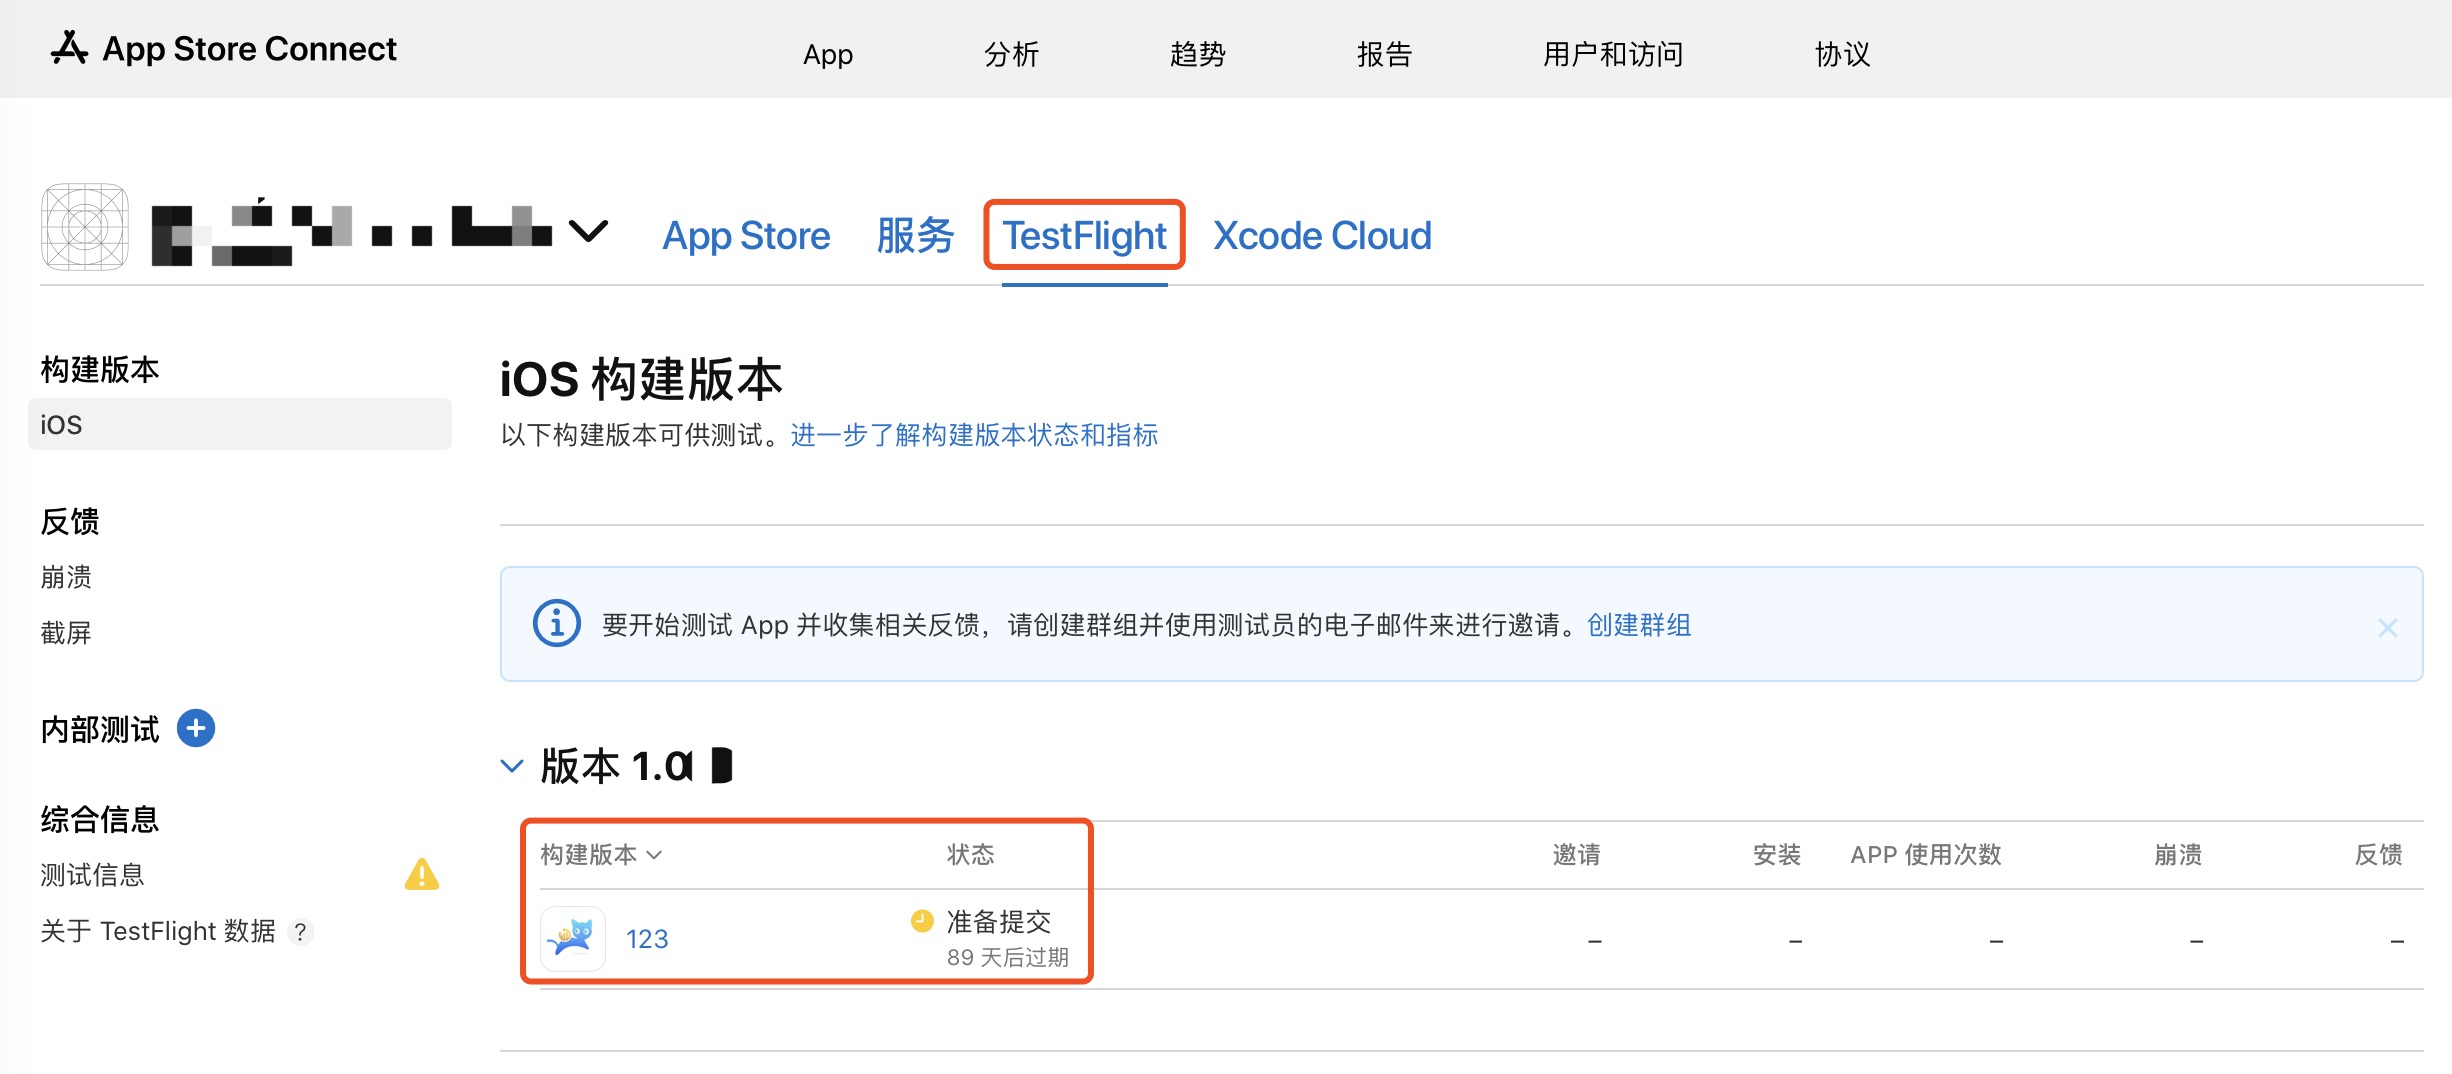 App Store Connect
App
分析
趋势
报告
用户和访问
协议
App Store
服务
TestFlight
Xcode Cloud
构建版本
iOS
反馈
崩溃
截屏
内部测试
综合信息
测试信息
关于 TestFlight 数据 ?
iOS 构建版本
以下构建版本可供测试。进一步了解构建版本状态和指标
要开始测试 App 并收集相关反馈，请创建群组并使用测试员的电子邮件来进行邀请。创建群组
版本 1.0
构建版本 状态 邀请 安装 APP 使用次数 崩溃 反馈
123 准备提交 – – – – –
89 天后过期